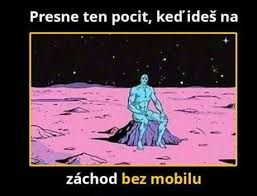 Presne ten pocit, keď ideš na
záchod bez mobilu